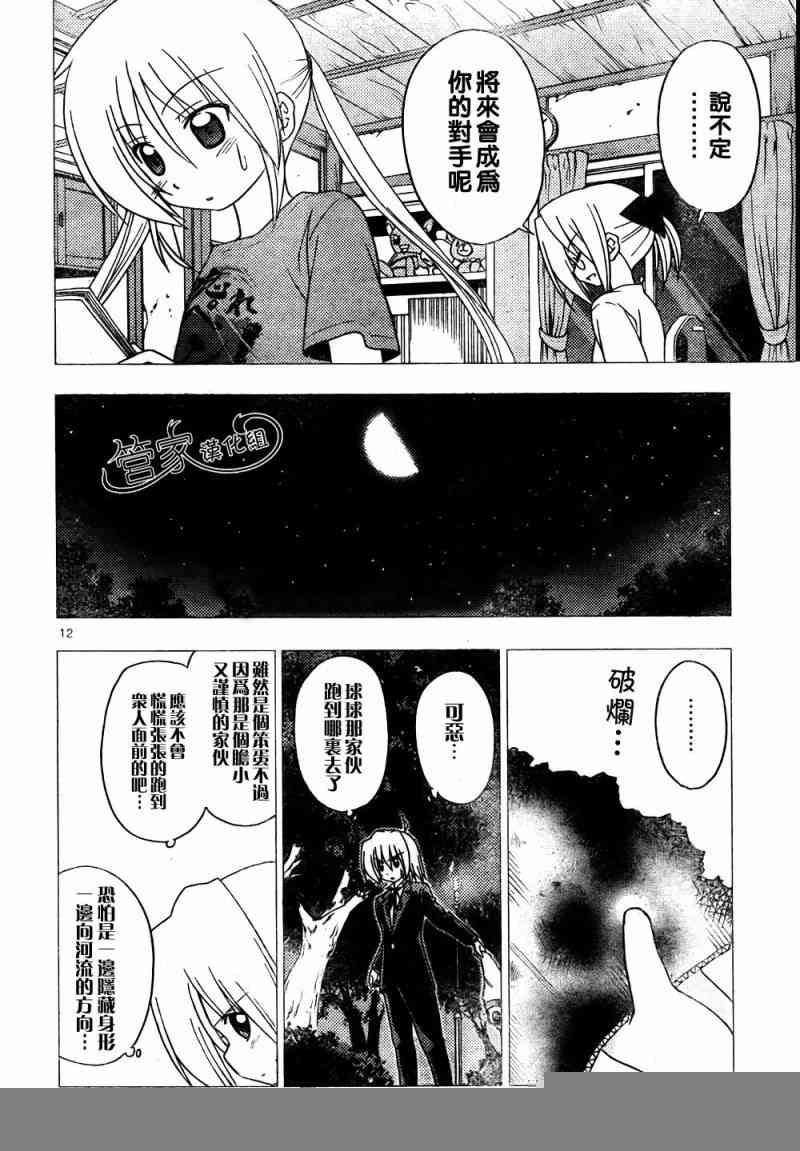 說不定
………
將來會成為
你的對手呢
管家漢化組
12
………
破爛…
可惡…
球球那家伙
跑到哪裏去了
雖然是個笨蛋不過
因為那是個膽小
又謹慎的家伙
應該不會
慌慌張張的跑到
眾人面前的吧…
恐怕是一邊隱藏身形
一邊向河流的方向…